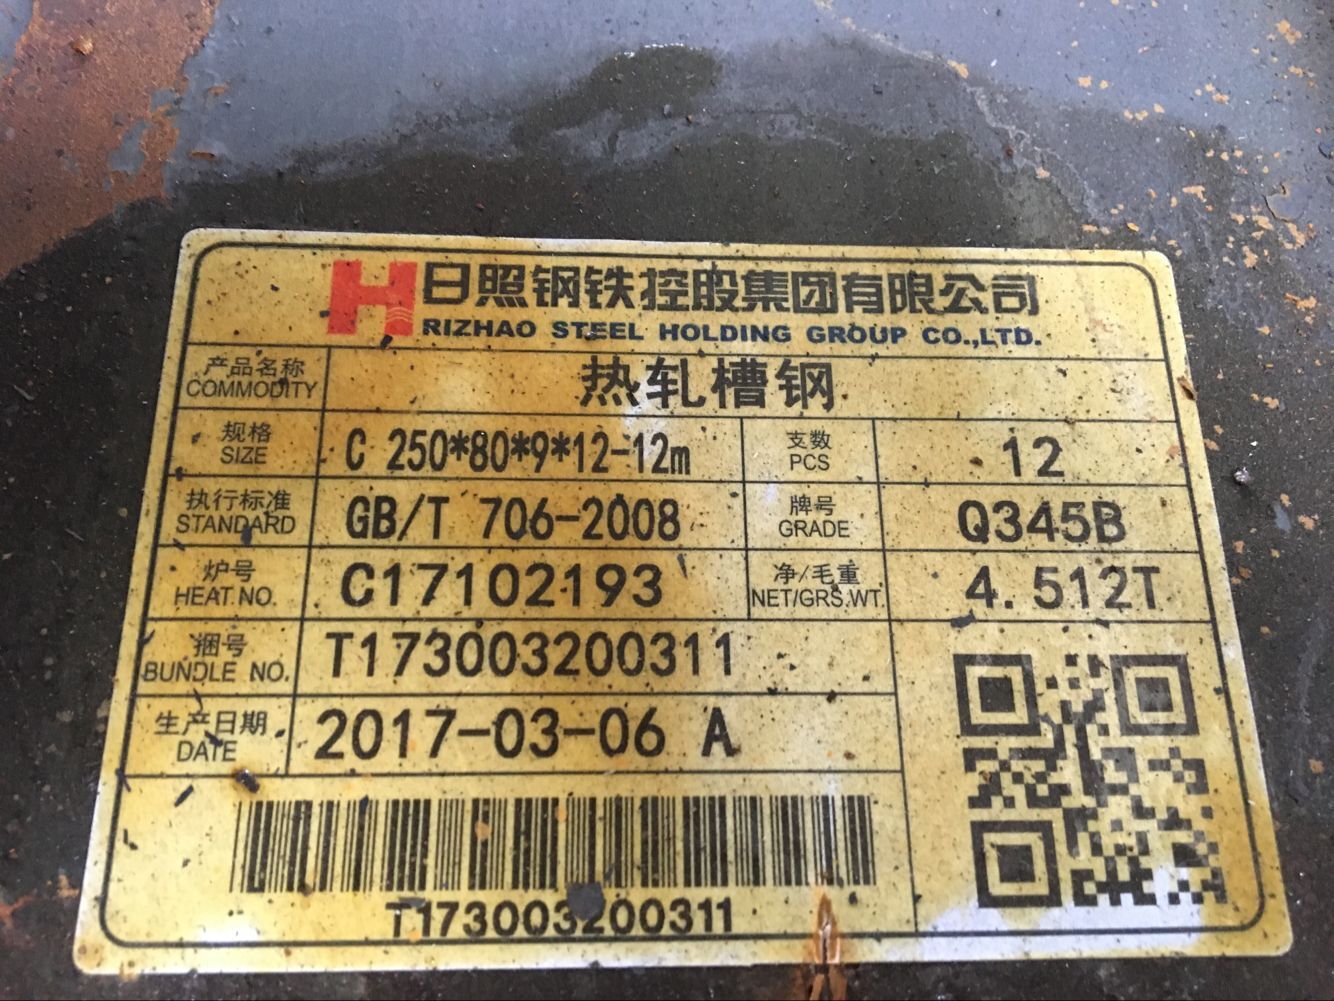 日照钢铁控股集团有限公司
RIZHAO STEEL HOLDING GROUP CO.,LTD.
产品名称
COMMODITY
热轧槽钢
规格
SIZE
C 250*80*9*12-12m
支数
PCS
12
执行标准
STANDARD
GB/T 706-2008
牌号
GRADE
Q345B
炉号
HEAT NO.
C17102193
净/毛重
NET/GRS.WT.
4.512T
捆号
BUNDLE NO.
T173003200311
生产日期
DATE
2017-03-06 A
T173003200311